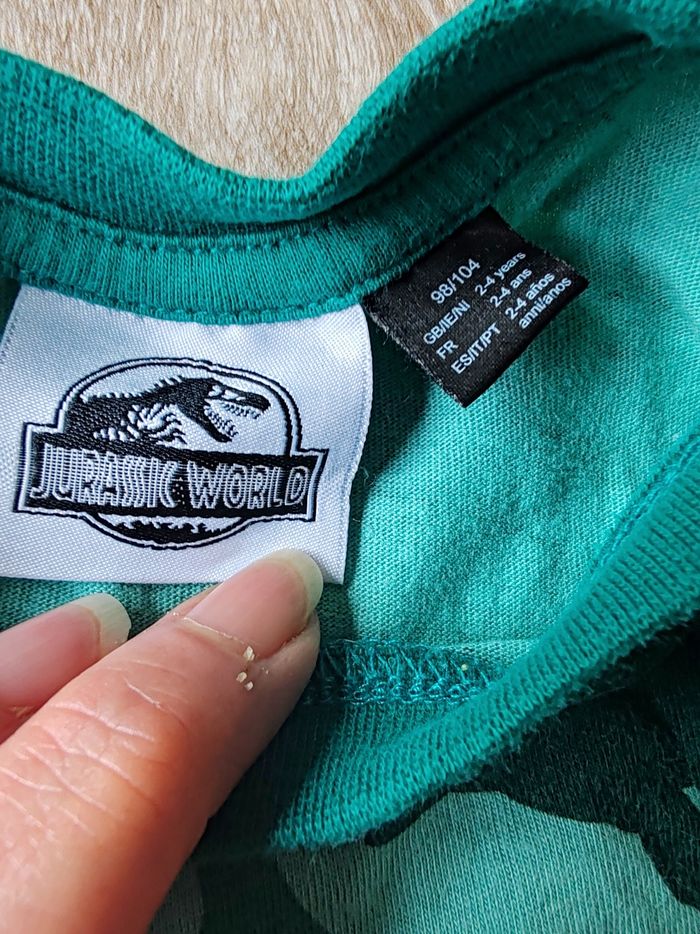 JURASSIC WORLD
98/104
GB/IE/NI 2-4 years
FR 2-4 ans
ES/IT/PT 2-4 años
anni/anos